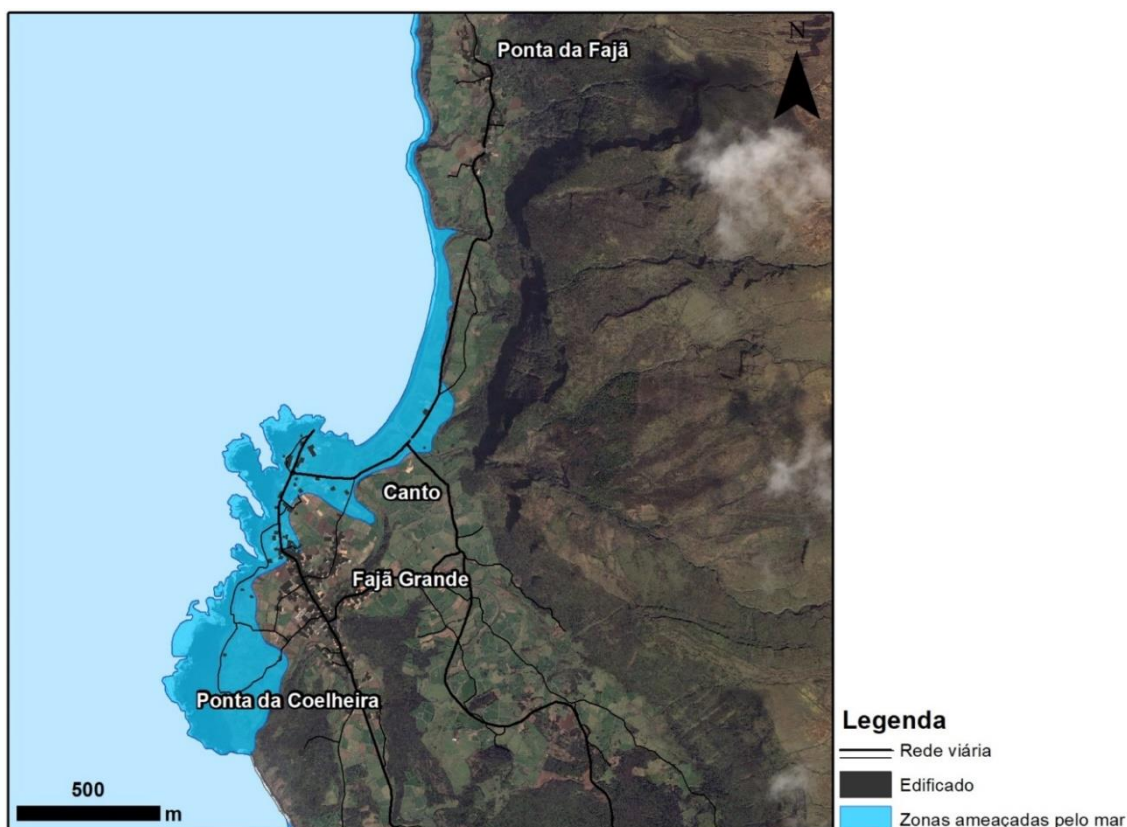 N
Ponta da Fajã
Canto
Fajã Grande
Ponta da Coelheira
500
m
Legenda
Rede viária
Edificado
Zonas ameaçadas pelo mar